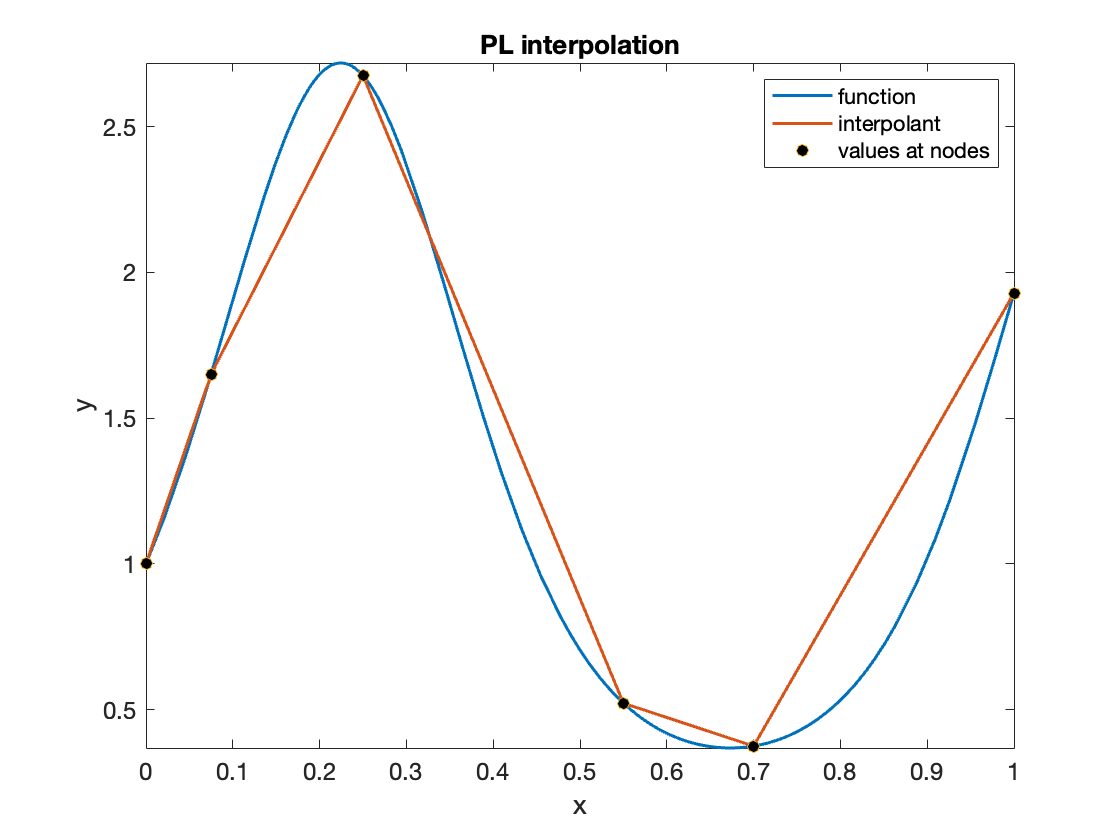 PL interpolation
function
interpolant
values at nodes
2.5
2
1.5
1
0.5
y
0 0.1 0.2 0.3 0.4 0.5 0.6 0.7 0.8 0.9 1
x